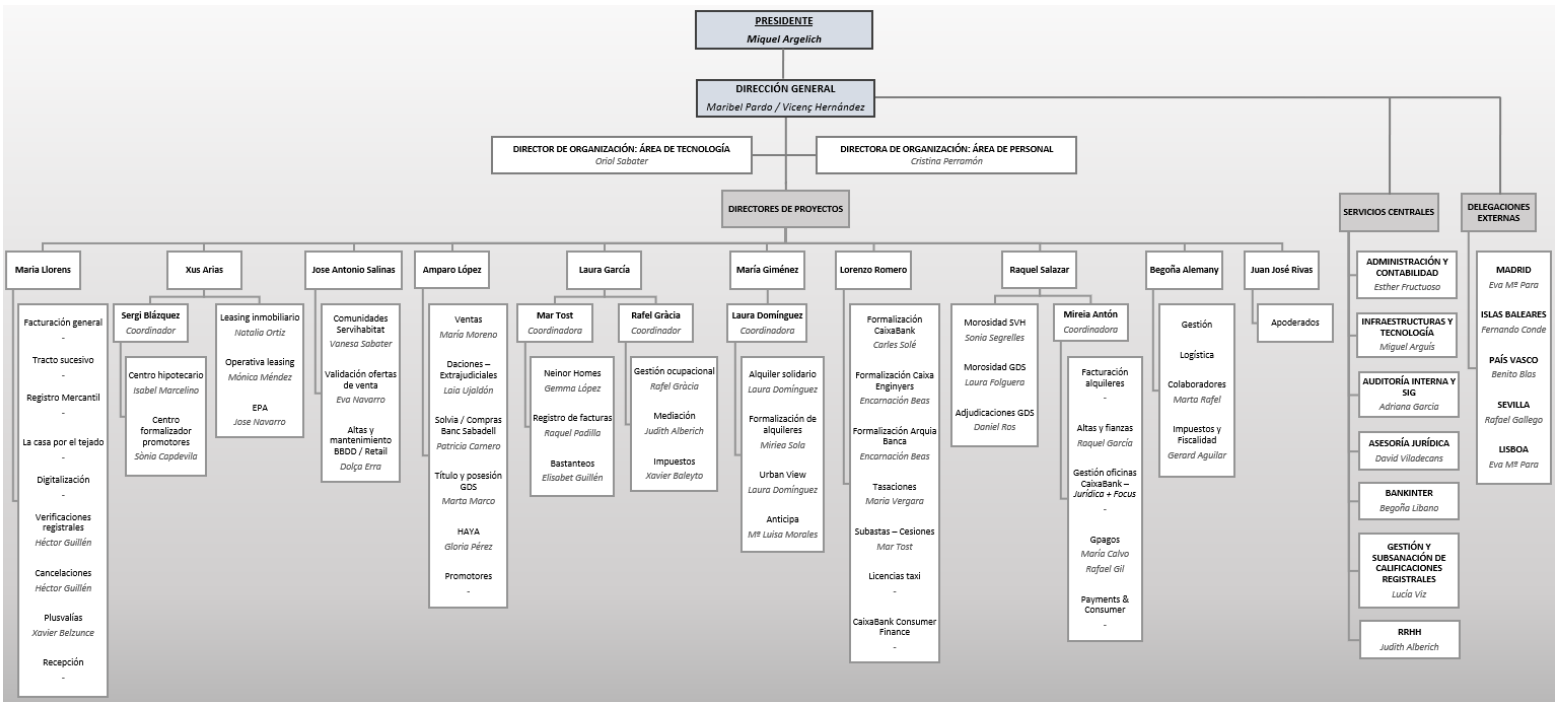 PRESIDENTE
Miquel Argelich
DIRECCIÓN GENERAL
Maribel Pardo / Vicenç Hernández
DIRECTOR DE ORGANIZACIÓN: ÁREA DE TECNOLOGÍA
Oriol Sabater
DIRECTORA DE ORGANIZACIÓN: ÁREA DE PERSONAL
Cristina Perramón
DIRECTORES DE PROYECTOS
SERVICIOS CENTRALES
DELEGACIONES
EXTERNAS
Maria Llorens
Facturación general
-
Tracto sucesivo
-
Registro Mercantil
-
La casa por el tejado
-
Digitalización
-
Verificaciones
registrales
Héctor Guillén
Cancelaciones
Héctor Guillén
Plusvalías
Xavier Belzunce
Recepción
-
Xus Arias
Sergi Blázquez
Coordinador
Centro hipotecario
Isabel Marcelino
Centro
formalizador
promotores
Sònia Capdevila
Leasing inmobiliario
Natalia Ortiz
Operativa leasing
Mónica Méndez
EPA
Jose Navarro
Jose Antonio Salinas
Comunidades
Servihabitat
Vanesa Sabater
Validación ofertas
de venta
Eva Navarro
Altas y
mantenimiento
BBDD / Retail
Dolça Erra
Amparo López
Ventas
María Moreno
Daciones –
Extrajudiciales
Laia Ujaldón
Solvia / Compras
Banc Sabadell
Patricia Carnero
Título y posesión
GDS
Marta Marco
HAYA
Gloria Pérez
Promotores
-
Laura García
Mar Tost
Coordinadora
Neinor Homes
Gemma López
Registro de facturas
Raquel Padilla
Bastanteos
Elisabet Guillén
Rafel Gràcia
Coordinador
Gestión ocupacional
Rafel Gràcia
Mediación
Judith Alberich
Impuestos
Xavier Baleyto
María Giménez
Laura Domínguez
Coordinadora
Alquiler solidario
Laura Domínguez
Formalización de
alquileres
Miriea Sola
Urban View
Laura Domínguez
Anticipa
Mª Luisa Morales
Lorenzo Romero
Formalización
CaixaBank
Carles Solé
Formalización Caixa
Enginyers
Encarnación Beas
Formalización Arquia
Banca
Encarnación Beas
Tasaciones
Maria Vergara
Subastas – Cesiones
Mar Tost
Licencias taxi
-
CaixaBank Consumer
Finance
-
Raquel Salazar
Morosidad SVH
Sonia Segrelles
Morosidad GDS
Laura Folguera
Adjudicaciones GDS
Daniel Ros
Mireia Antón
Coordinadora
Facturación
alquileres
-
Altas y fianzas
Raquel García
Gestión oficinas
CaixaBank –
Jurídica + Focus
-
Gpagos
María Calvo
Rafael Gil
Payments &
Consumer
-
Begoña Alemany
Gestión
Logística
Colaboradores
Marta Rafel
Impuestos y
Fiscalidad
Gerard Aguilar
Juan José Rivas
Apoderados
ADMINISTRACIÓN Y
CONTABILIDAD
Esther Fructuoso
INFRAESTRUCTURAS Y
TECNOLOGÍA
Miguel Arguís
AUDITORÍA INTERNA Y
SIG
Adriana Garcia
ASESORÍA JURÍDICA
David Viladecans
BANKINTER
Begoña Libano
GESTIÓN Y
SUBSANACIÓN DE
CALIFICACIONES
REGISTRALES
Lucía Viz
RRHH
Judith Alberich
MADRID
Eva Mª Para
ISLAS BALEARES
Fernando Conde
PAÍS VASCO
Benito Blas
SEVILLA
Rafael Gallego
LISBOA
Eva Mª Para